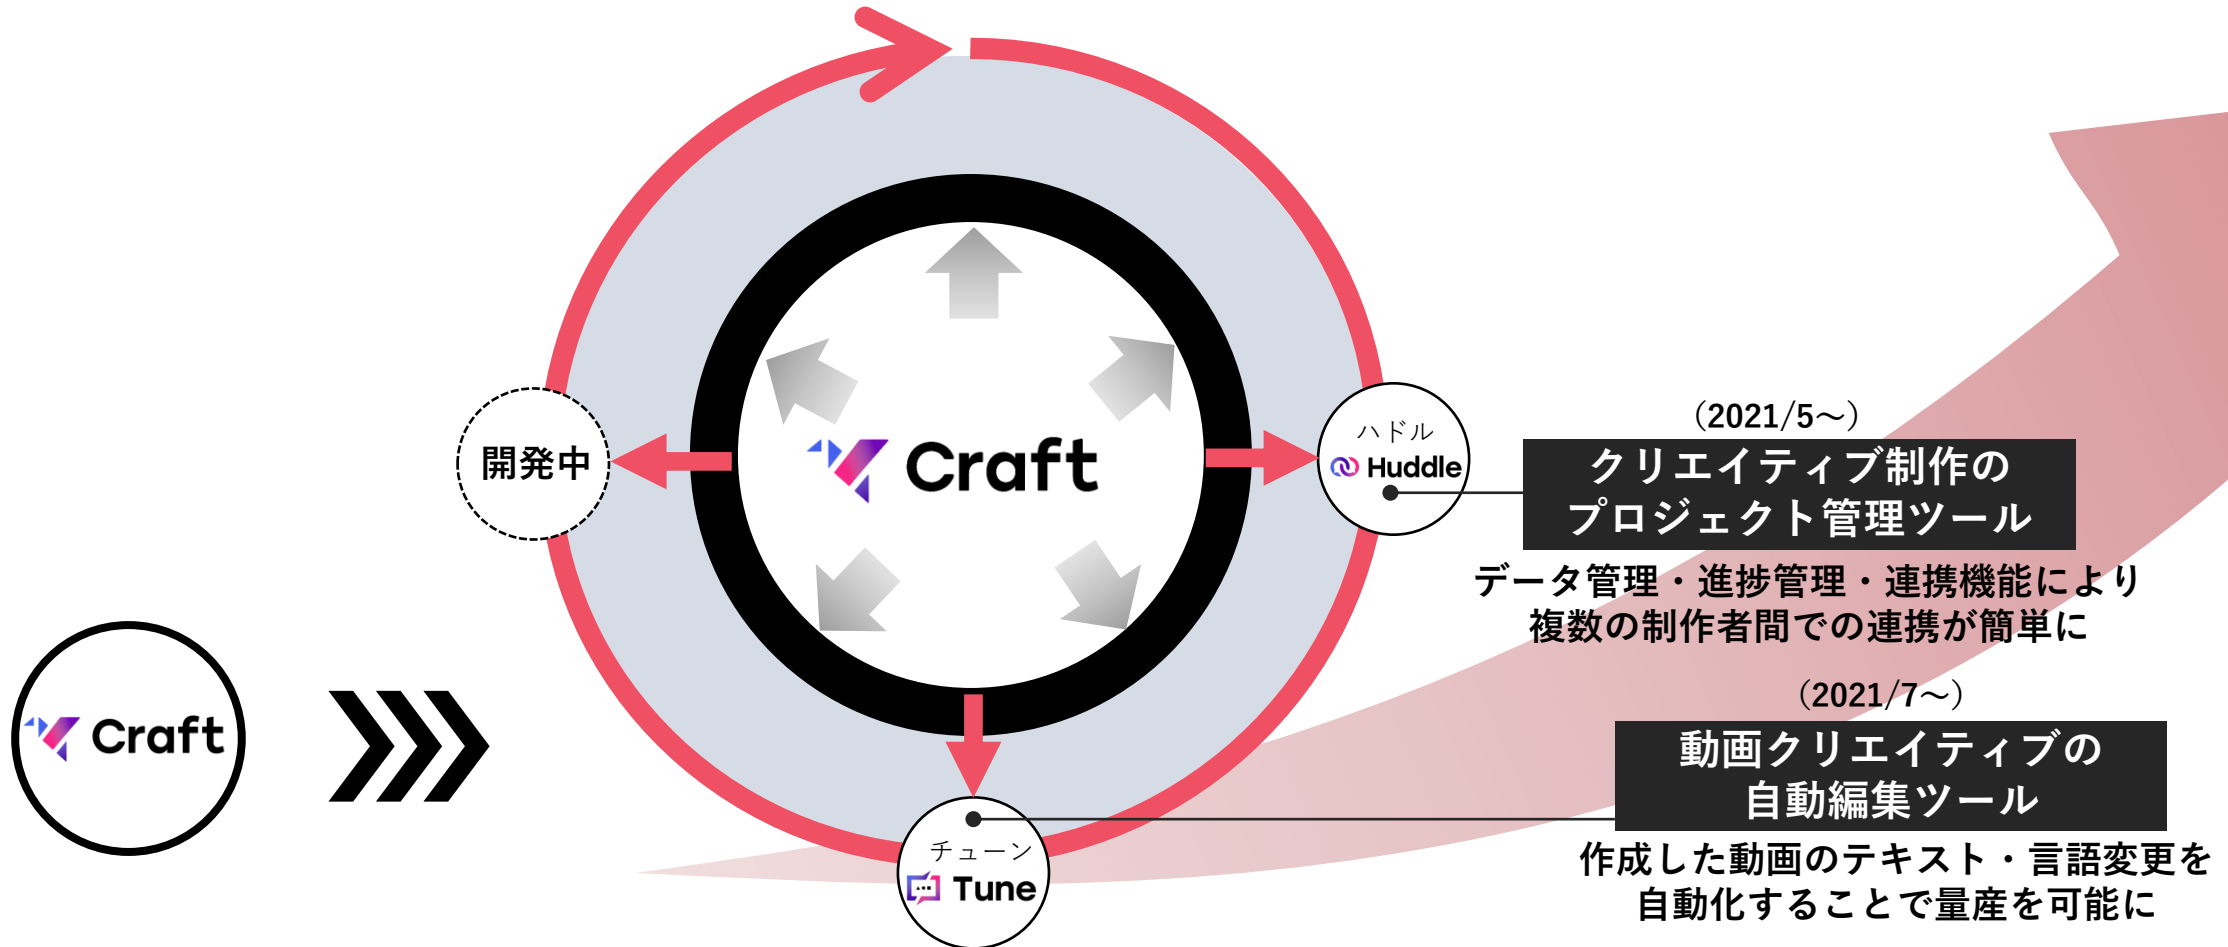 Craft
Craft
開発中
ハドル
Huddle
(2021/5〜)
クリエイティブ制作の
プロジェクト管理ツール
データ管理・進捗管理・連携機能により
複数の制作者間での連携が簡単に
チューン
Tune
(2021/7〜)
動画クリエイティブの
自動編集ツール
作成した動画のテキスト・言語変更を
自動化することで量産を可能に